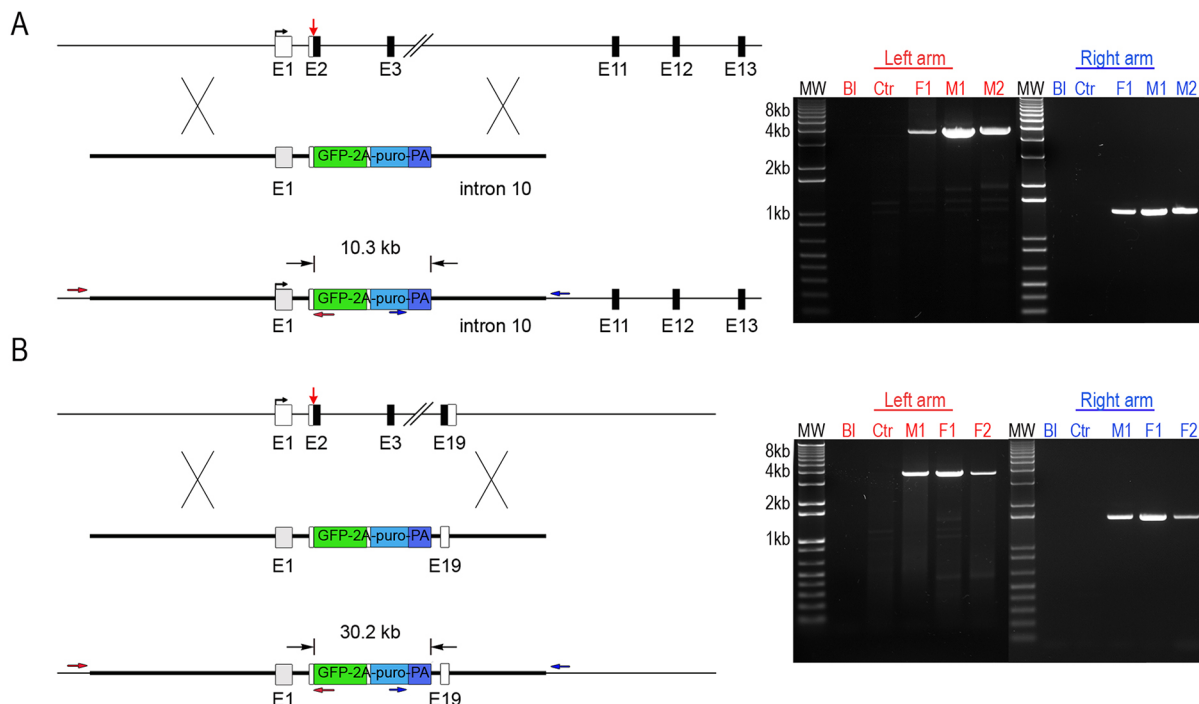 A
E1 E2 E3 E11 E12 E13
GFP-2A-puro-PA
E1 intron 10
10.3 kb
GFP-2A-puro-PA
E1 intron 10 E11 E12 E13
Left arm Right arm
MW Bl Ctr F1 M1 M2 MW Bl Ctr F1 M1 M2
8kb
4kb
2kb
1kb
B
E1 E2 E3 E19
GFP-2A-puro-PA
E1 E19
30.2 kb
GFP-2A-puro-PA
E1 E19
Left arm Right arm
MW Bl Ctr M1 F1 F2 MW Bl Ctr M1 F1 F2
8kb
4kb
2kb
1kb